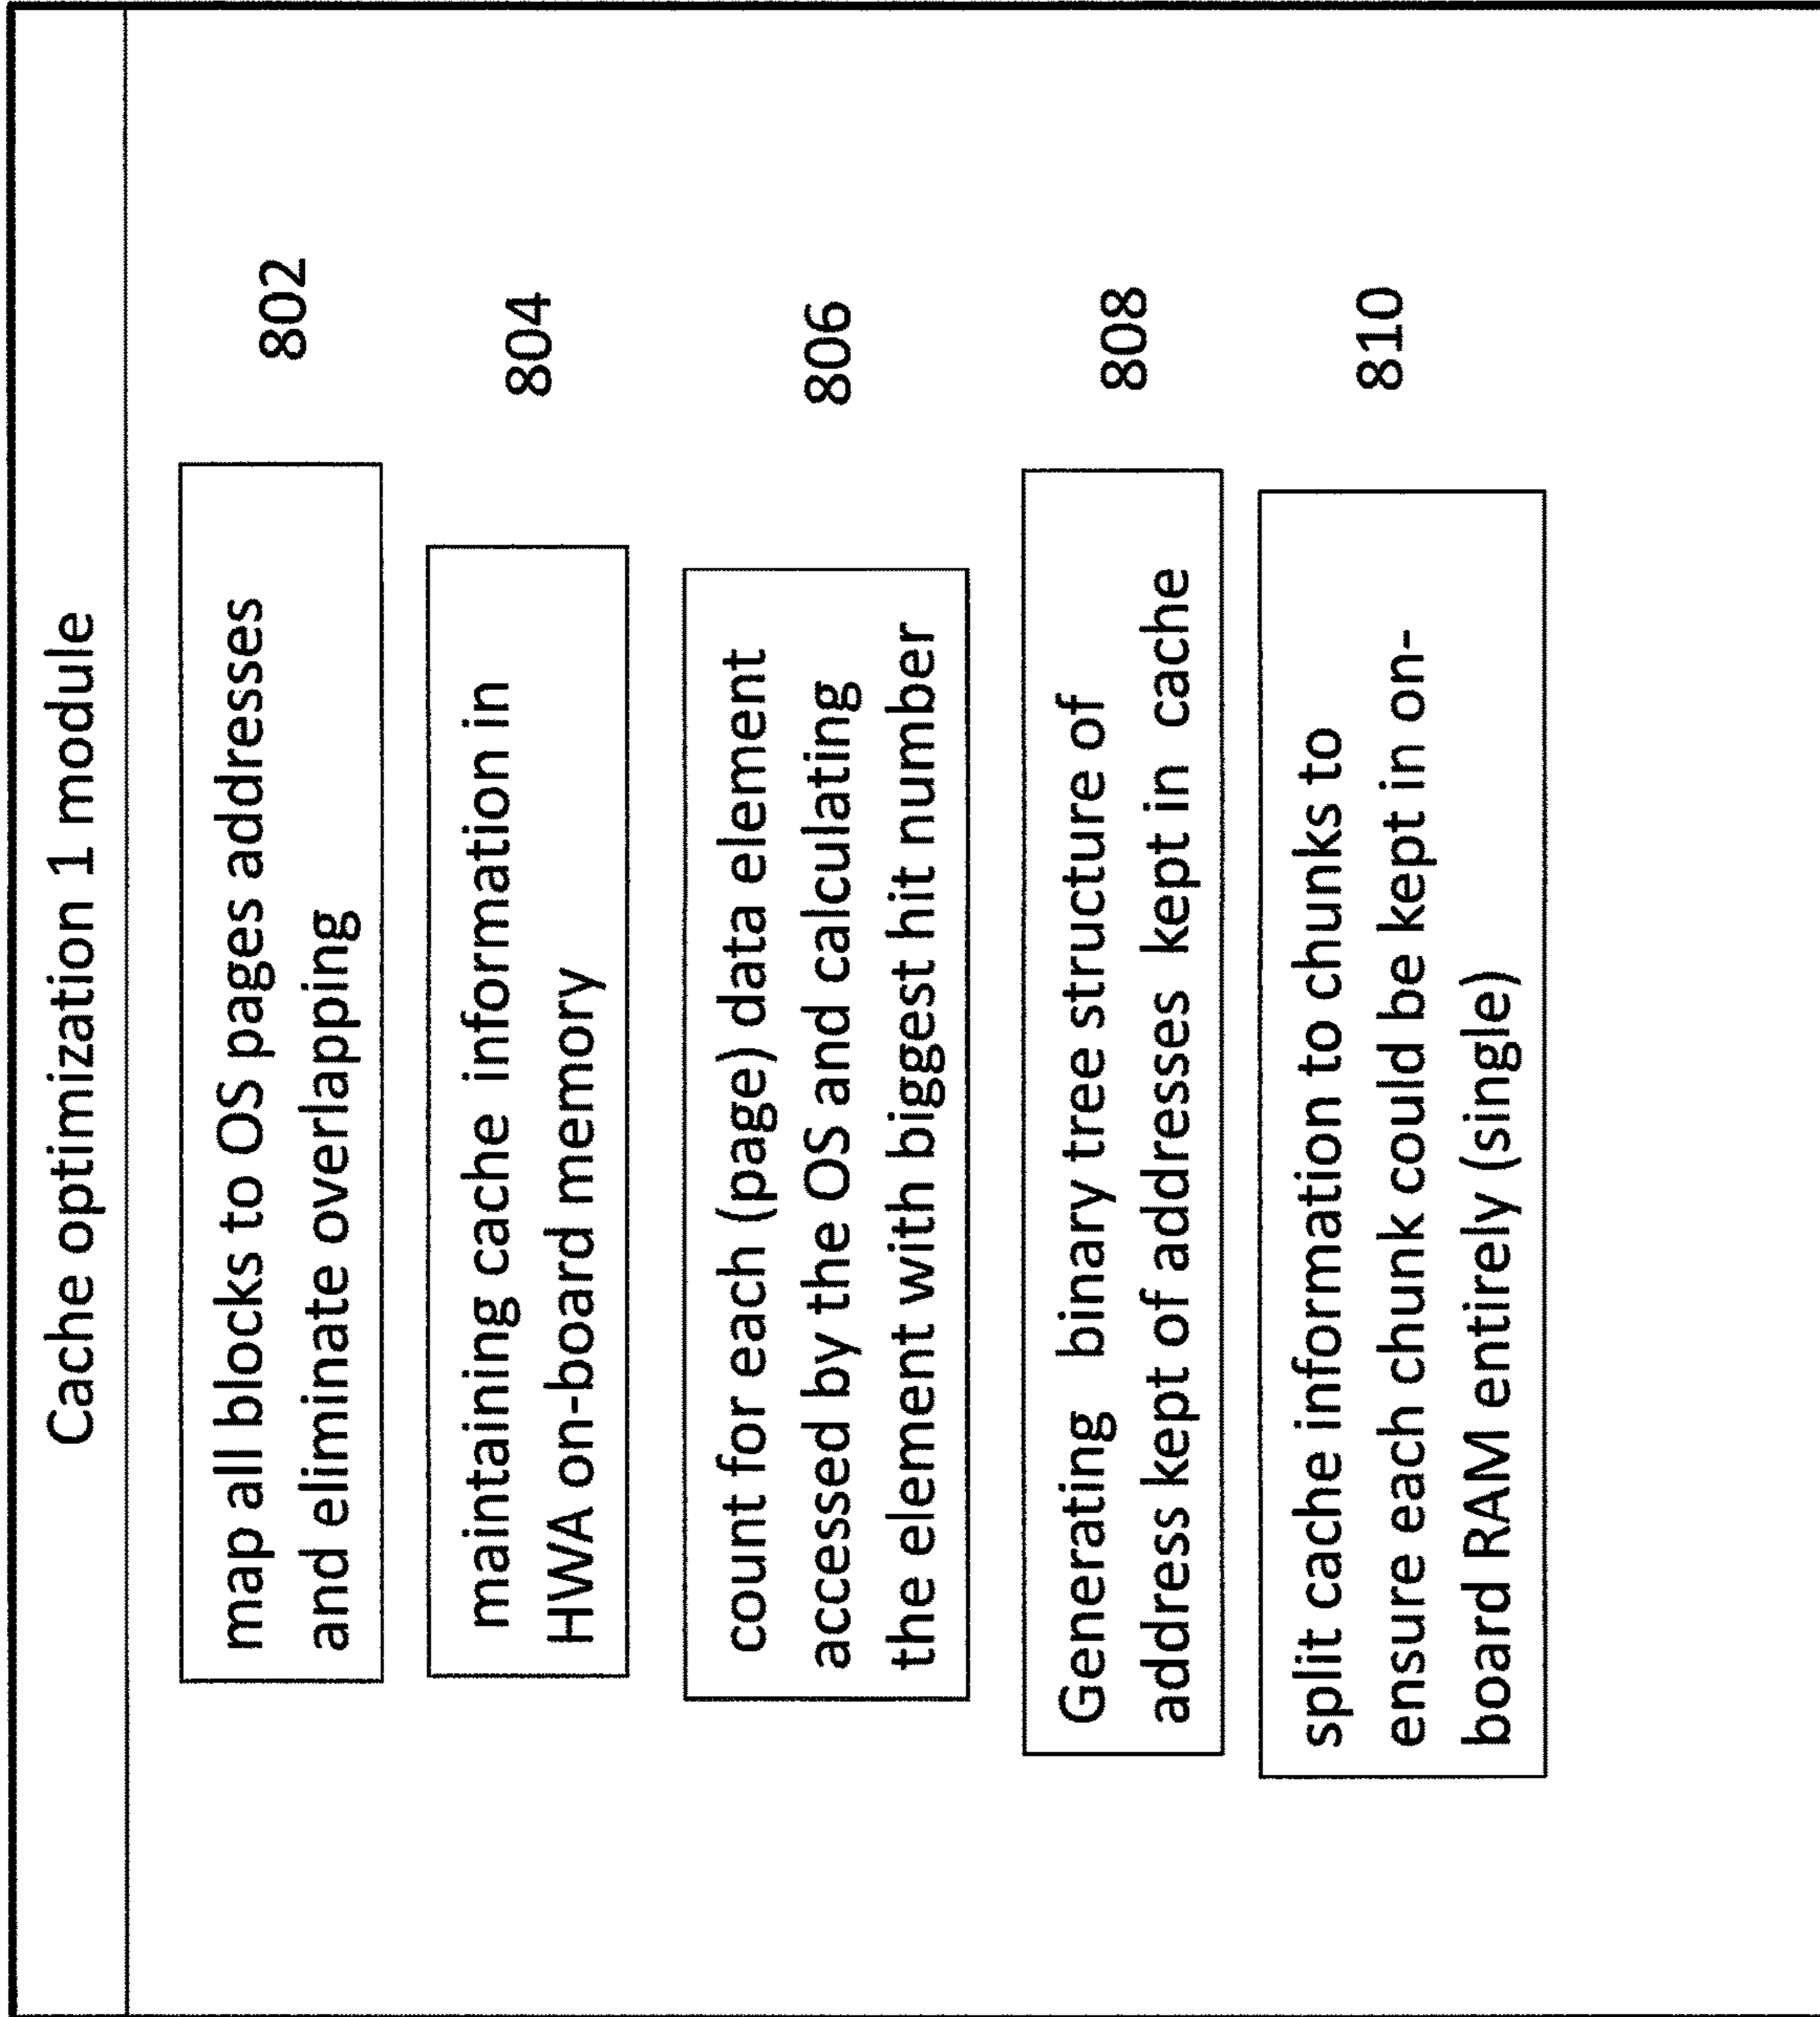 Cache optimization 1 module
map all blocks to OS pages addresses
and eliminate overlapping
802
maintaining cache information in
HWA on-board memory
804
count for each (page) data element
accessed by the OS and calculating
the element with biggest hit number
806
Generating binary tree structure of
address kept of addresses kept in cache
808
split cache information to chunks to
ensure each chunk could be kept in on-
board RAM entirely (single)
810